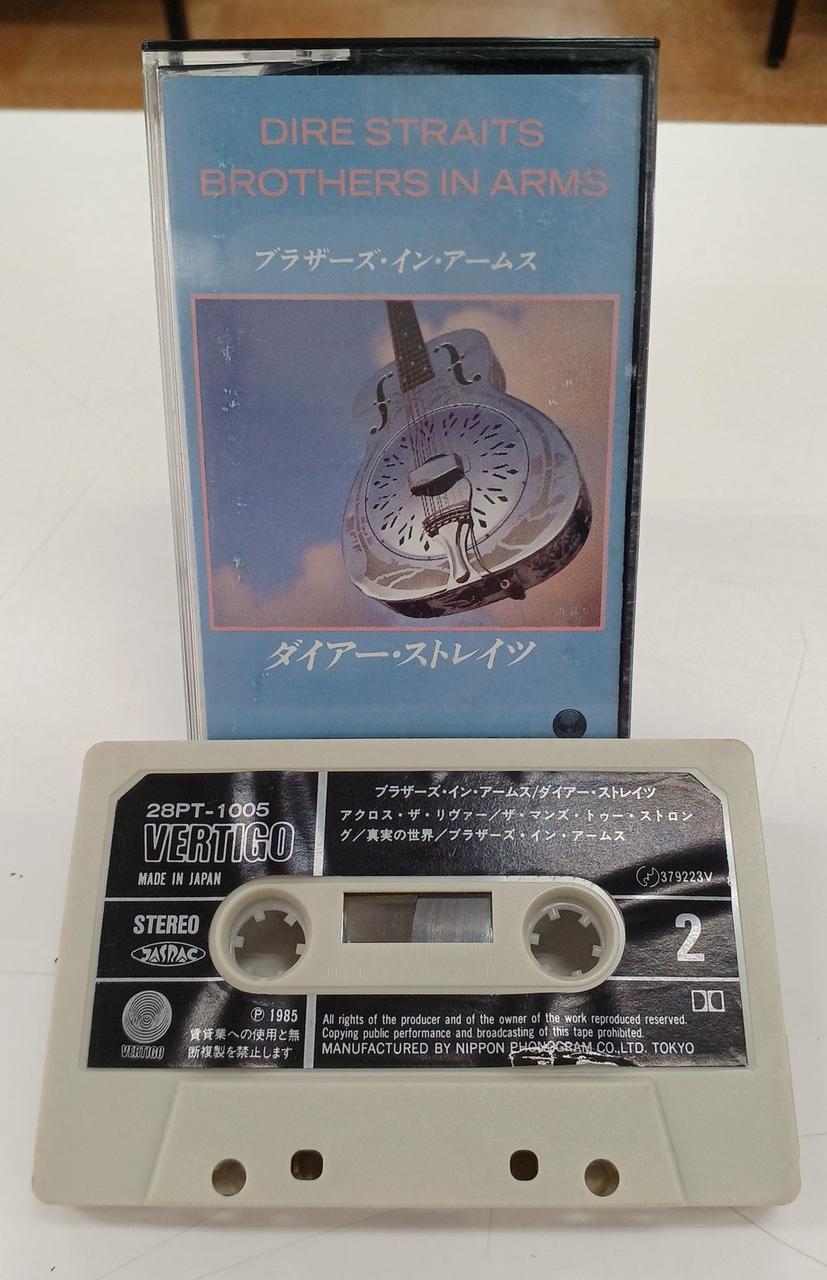 DIRE STRAITS
BROTHERS IN ARMS
ブラザーズ・イン・アームス
ダイアー・ストレイツ
28PT-1005
VERTIGO
MADE IN JAPAN
ブラザーズ・イン・アームス/ダイアー・ストレイツ
アクロス・ザ・リヴァー/ザ・マンズ・トゥー・ストロン
グ/真実の世界/ブラザーズ・イン・アームス
379223V
STEREO
JASRAC
2
VERTIGO
Ⓟ 1985
賃貸業への使用と無
断複製を禁止します
All rights of the producer and of the owner of the work reproduced reserved.
Copying public performance and broadcasting of this tape prohibited.
MANUFACTURED BY NIPPON PHONOGRAM CO.,LTD. TOKYO